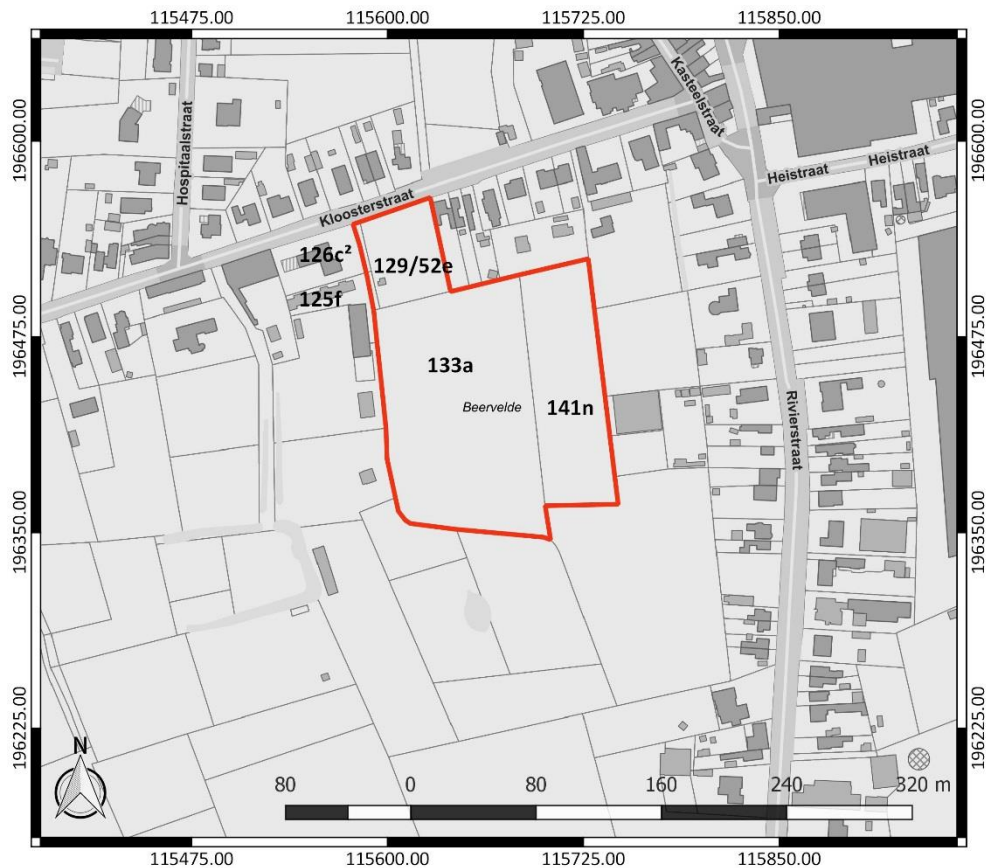 115475.00 115600.00 115725.00 115850.00
196600.00 196600.00
Kasteelstraat
Hospitaalstraat
Heistraat Heistraat
Kloosterstraat
126c²
129/52e
125f
196475.00 196475.00
133a
Beervelde
141n
Rivierstraat
196350.00 196350.00
196225.00 196225.00
N
80 0 80 160 240 320 m
115475.00 115600.00 115725.00 115850.00